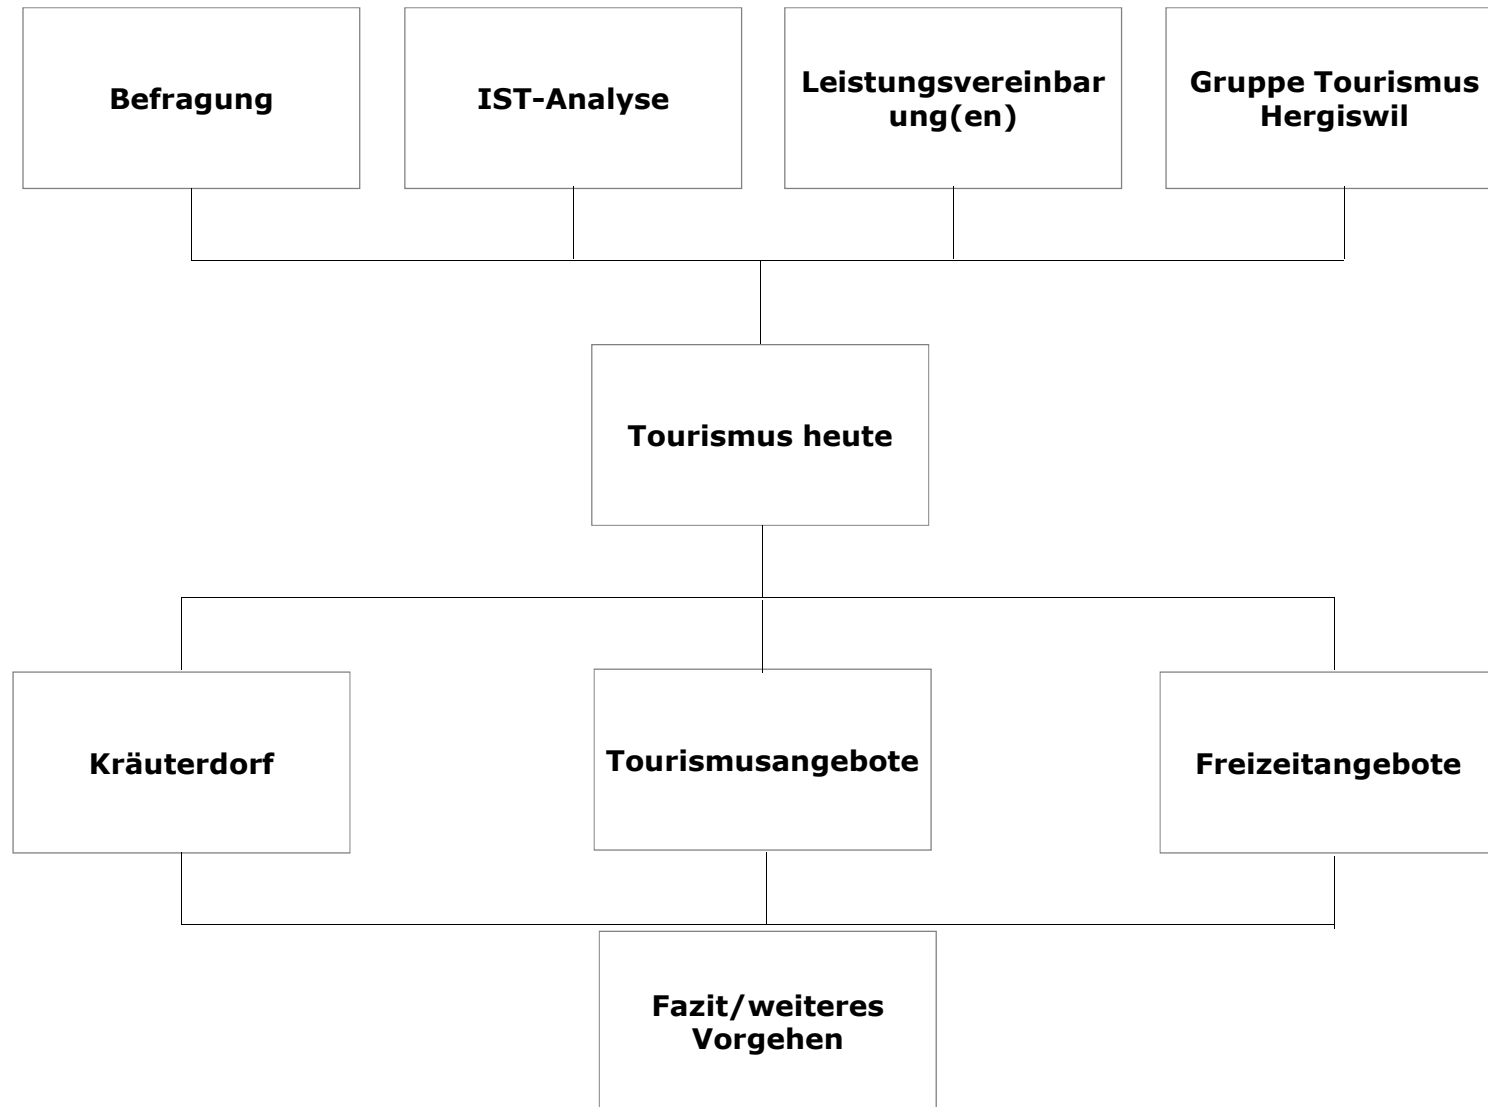 Befragung
IST-Analyse
Leistungsvereinbar
ung(en)
Gruppe Tourismus
Hergiswil
Tourismus heute
Kräuterdorf
Tourismusangebote
Freizeitangebote
Fazit/weiteres
Vorgehen